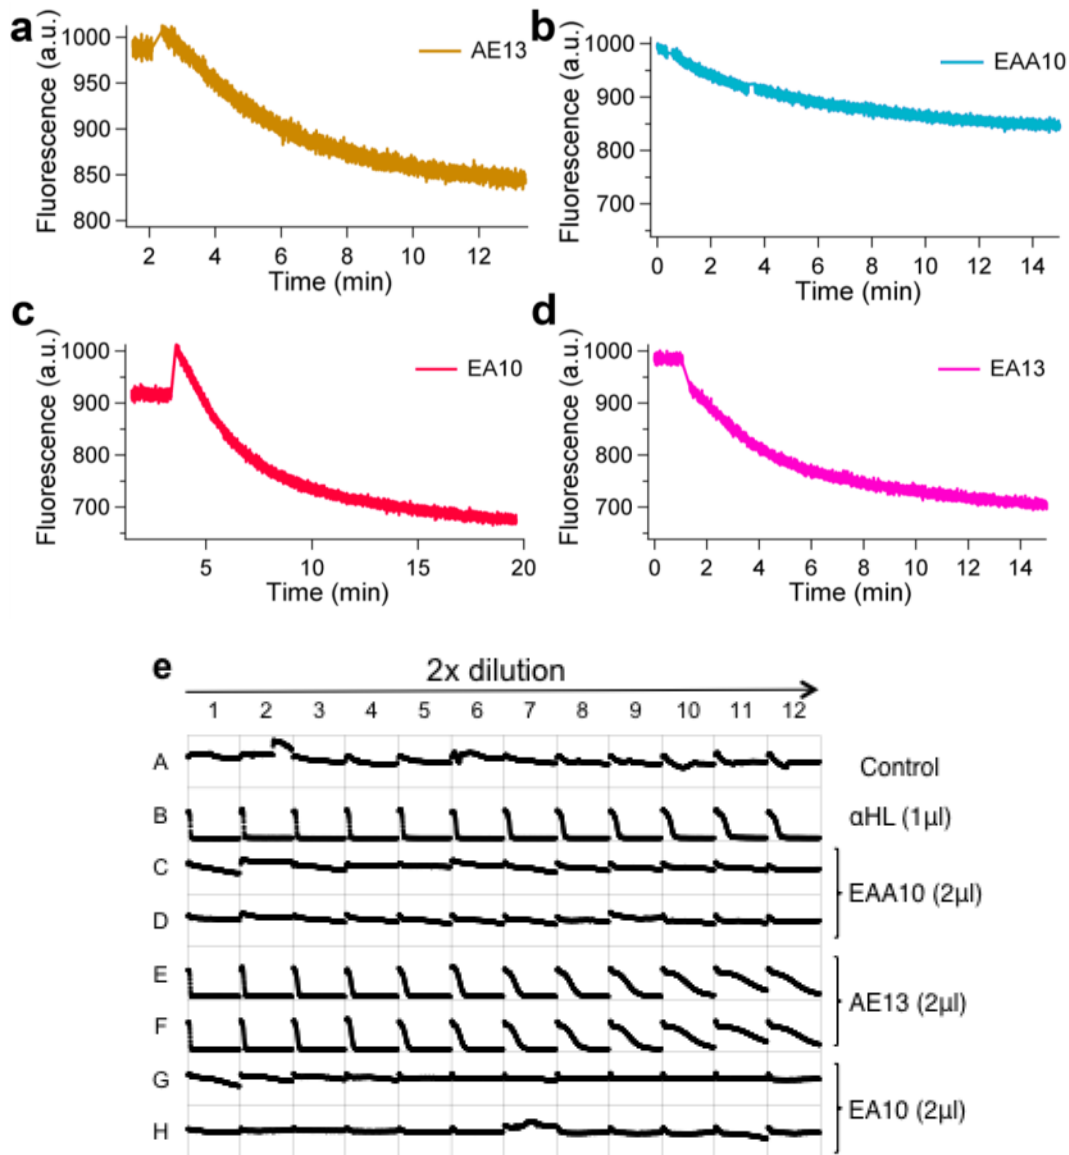 a
Fluorescence (a.u.)
1000
950
900
850
800
AE13
2 4 6 8 10 12
Time (min)
b
Fluorescence (a.u.)
1000
900
800
700
EAA10
0 2 4 6 8 10 12 14
Time (min)
c
Fluorescence (a.u.)
1000
900
800
700
EA10
5 10 15 20
Time (min)
d
Fluorescence (a.u.)
1000
900
800
700
EA13
0 2 4 6 8 10 12 14
Time (min)
e
2x dilution
1 2 3 4 5 6 7 8 9 10 11 12
A Control
B αHL (1μl)
C
EAA10 (2μl)
D
E
AE13 (2μl)
F
G
EA10 (2μl)
H